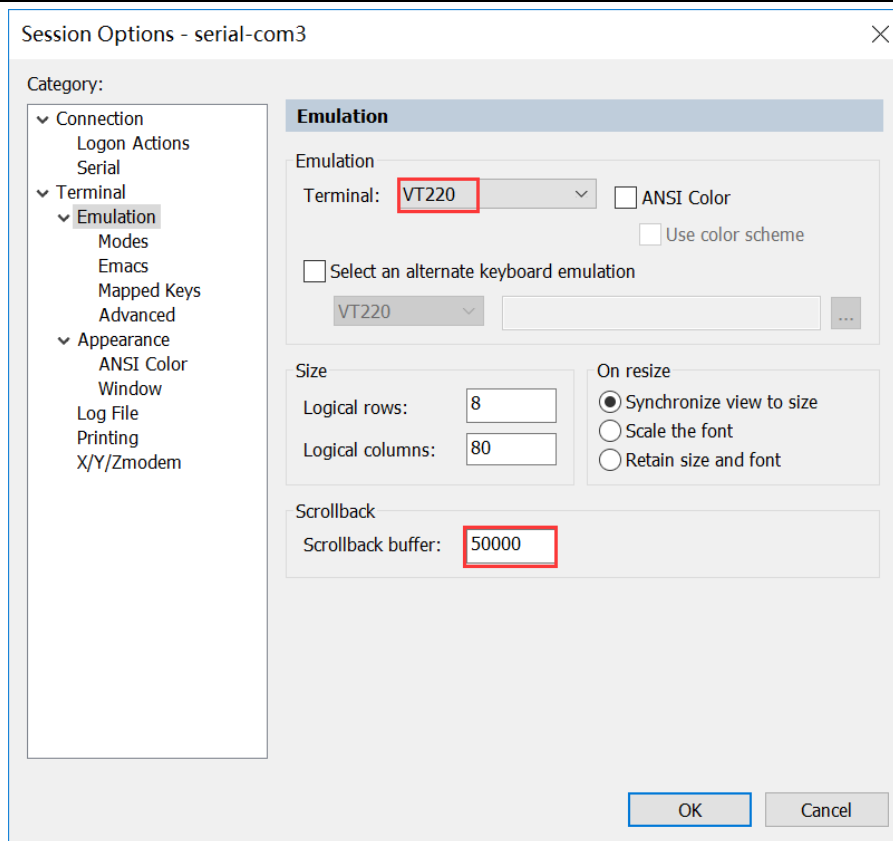 Session Options - serial-com3
Category:
Connection
Logon Actions
Serial
Terminal
Emulation
Modes
Emacs
Mapped Keys
Advanced
Appearance
ANSI Color
Window
Log File
Printing
X/Y/Zmodem
Emulation
Emulation
Terminal: VT220 ANSI Color
Use color scheme
Select an alternate keyboard emulation
VT220 ...
Size
Logical rows: 8
Logical columns: 80
On resize
Synchronize view to size
Scale the font
Retain size and font
Scrollback
Scrollback buffer: 50000
OK Cancel